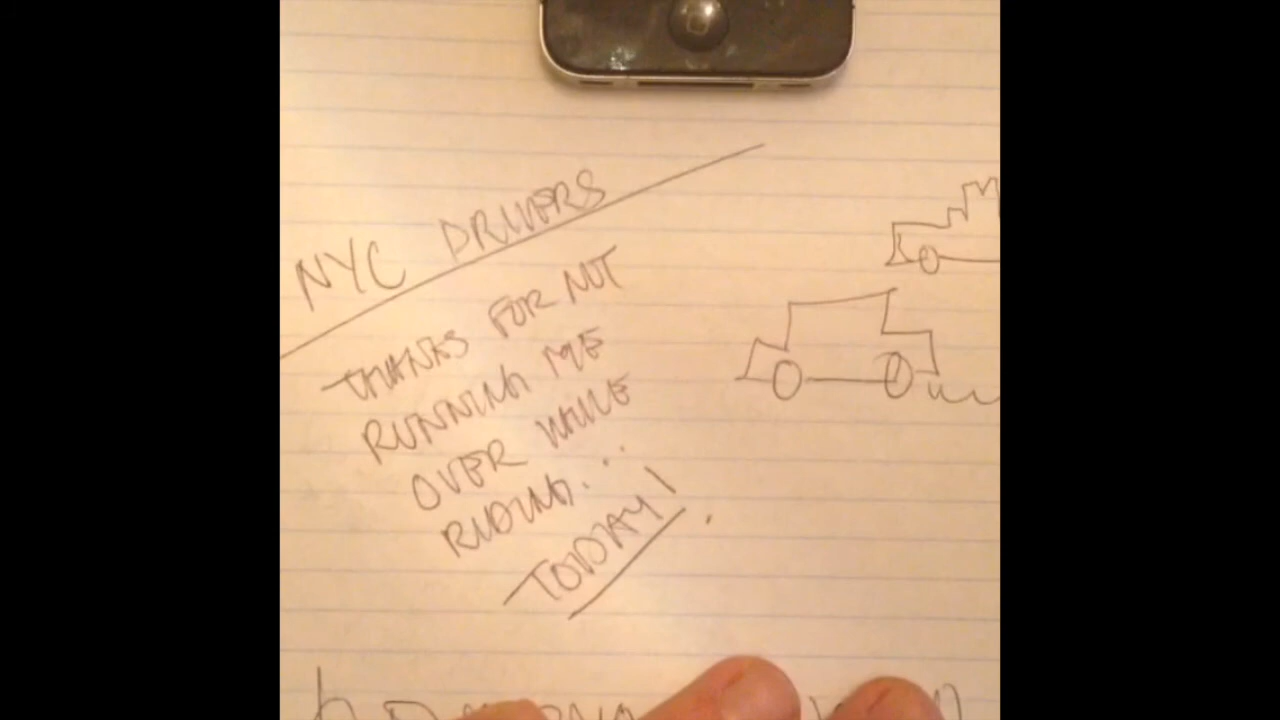 NYC DRIVERS
THANKS FOR NOT
RUNNING ME
OVER WHILE
RIDING...
TODAY!